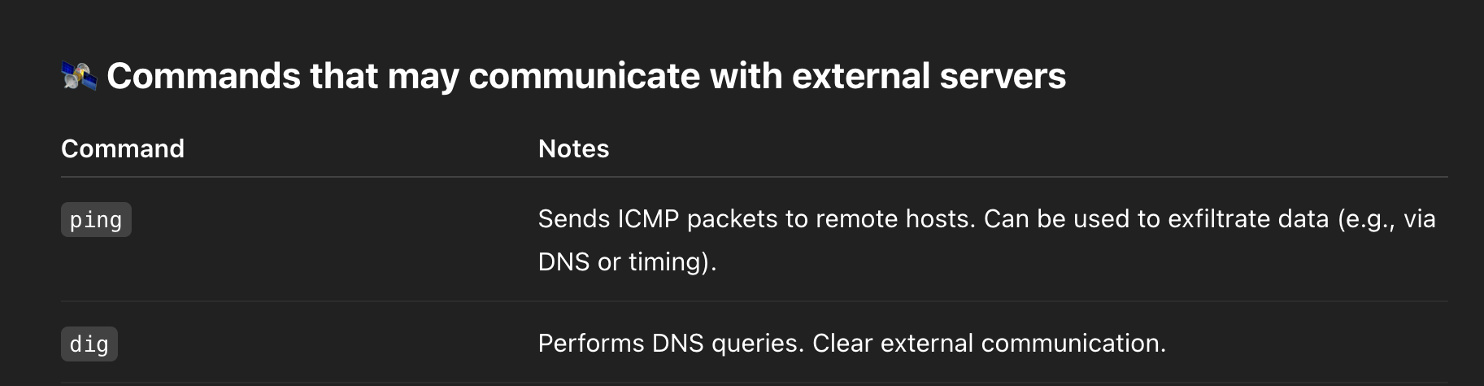 Commands that may communicate with external servers
Command Notes
ping Sends ICMP packets to remote hosts. Can be used to exfiltrate data (e.g., via
DNS or timing).
dig Performs DNS queries. Clear external communication.